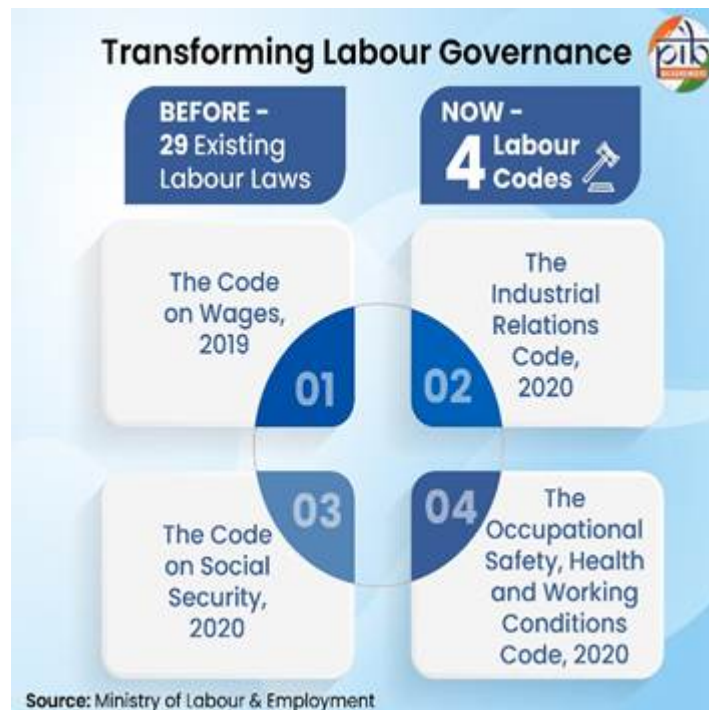 Transforming Labour Governance
pib
BEFORE -
29 Existing
Labour Laws
NOW -
4 Labour
Codes
The Code
on Wages,
2019
01
The
Industrial
Relations
Code,
2020
02
The Code
on Social
Security,
2020
03
The
Occupational
Safety, Health
and Working
Conditions
Code, 2020
04
Source: Ministry of Labour & Employment